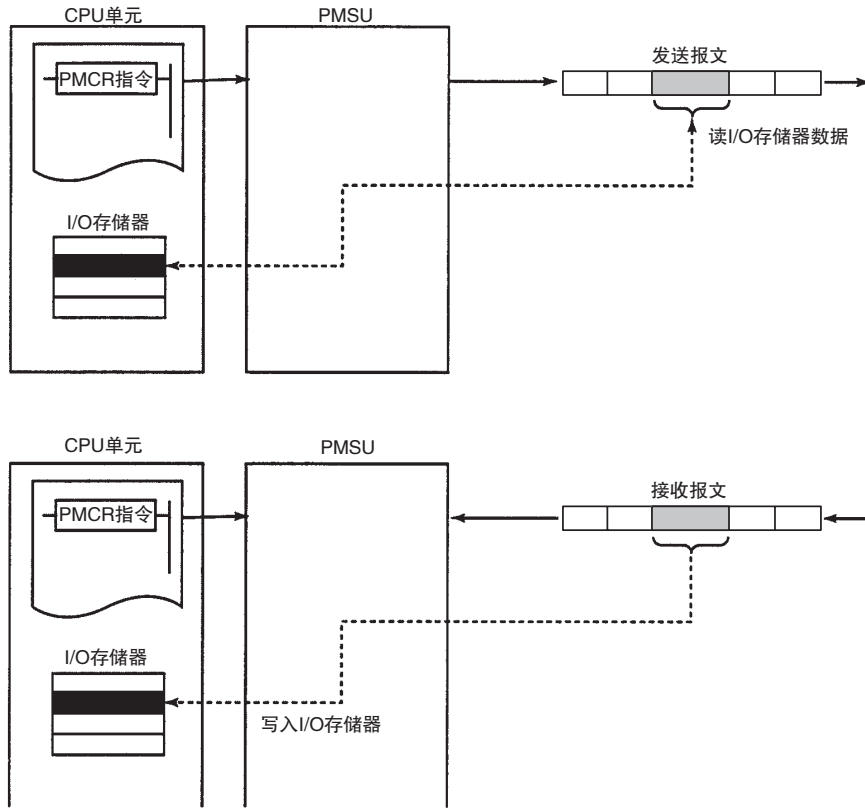 CPU单元
PMSU
PMCR指令
发送报文
读I/O存储器数据
I/O存储器
CPU单元
PMSU
PMCR指令
接收报文
I/O存储器
写入I/O存储器